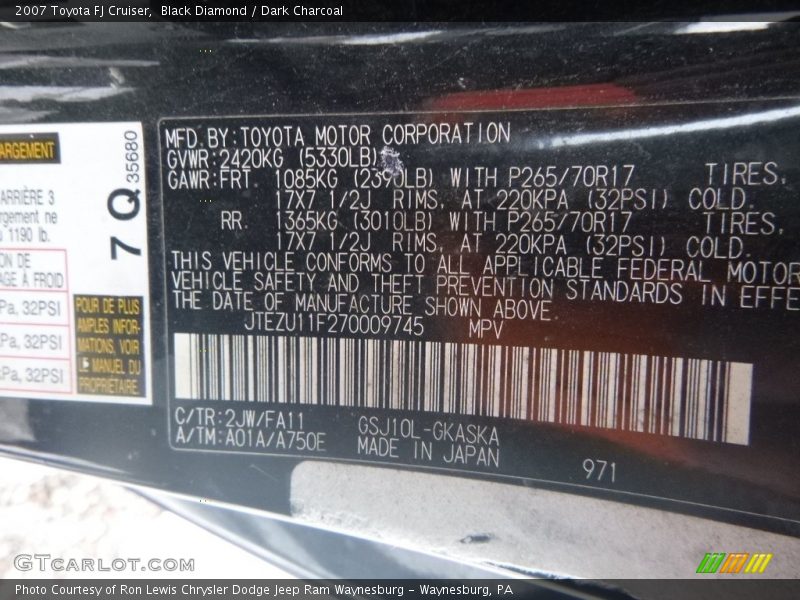 2007 Toyota FJ Cruiser, Black Diamond / Dark Charcoal
ARGEMENT
ARRIÈRE 3
rgement ne
1190 lb.
ON DE
AGE À FROID
Pa, 32PSI
kPa, 32PSI
kPa, 32PSI
POUR DE PLUS
AMPLES INFOR-
MATIONS, VOIR
LE MANUEL DU
PROPRIÉTAIRE.
7 Q 35680
MFD.BY:TOYOTA MOTOR CORPORATION
GVWR:2420KG (5330LB)
GAWR:FRT. 1085KG (2390LB) WITH P265/70R17 TIRES,
17X7 1/2J RIMS, AT 220KPA (32PSI) COLD.
RR. 1365KG (3010LB) WITH P265/70R17 TIRES,
17X7 1/2J RIMS, AT 220KPA (32PSI) COLD.
THIS VEHICLE CONFORMS TO ALL APPLICABLE FEDERAL MOTOR
VEHICLE SAFETY AND THEFT PREVENTION STANDARDS IN EFFE
THE DATE OF MANUFACTURE SHOWN ABOVE.
JTEZU11F270009745 MPV
C/TR:2JW/FA11 GSJ10L-GKASKA
A/TM:A01A/A750E MADE IN JAPAN
971
GTCARLOT.COM
Photo Courtesy of Ron Lewis Chrysler Dodge Jeep Ram Waynesburg – Waynesburg, PA